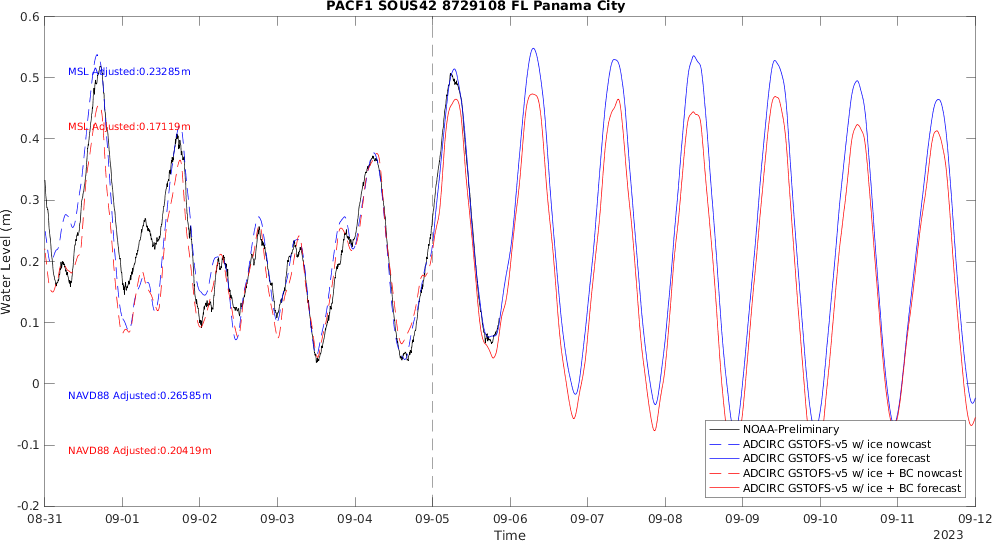 PACF1 SOUS42 8729108 FL Panama City
0.6
0.5
0.4
0.3
0.2
0.1
0
-0.1
-0.2
Water Level (m)
MSL Adjusted:0.23285m
MSL Adjusted:0.17119m
NAVD88 Adjusted:0.26585m
NAVD88 Adjusted:0.20419m
NOAA-Preliminary
ADCIRC GSTOFS-v5 w/ ice nowcast
ADCIRC GSTOFS-v5 w/ ice forecast
ADCIRC GSTOFS-v5 w/ ice + BC nowcast
ADCIRC GSTOFS-v5 w/ ice + BC forecast
08-31 09-01 09-02 09-03 09-04 09-05 09-06 09-07 09-08 09-09 09-10 09-11 09-12
Time
2023